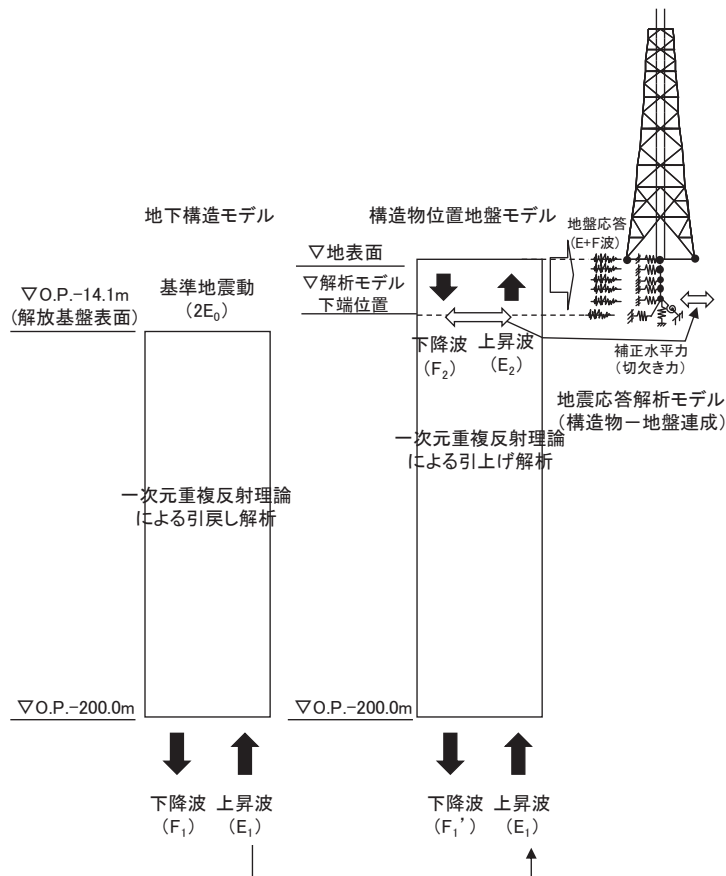 地下構造モデル
▽O.P.-14.1m
(解放基盤表面)
基準地震動
(2E₀)
一次元重複反射理論
による引戻し解析
▽O.P.-200.0m
下降波
(F₁)
上昇波
(E₁)
構造物位置地盤モデル
▽地表面
▽解析モデル
下端位置
下降波
(F₂)
上昇波
(E₂)
一次元重複反射理論
による引上げ解析
▽O.P.-200.0m
下降波
(F₁')
上昇波
(E₁)
地盤応答
(E+F波)
補正水平力
(切欠き力)
地震応答解析モデル
(構造物－地盤連成)